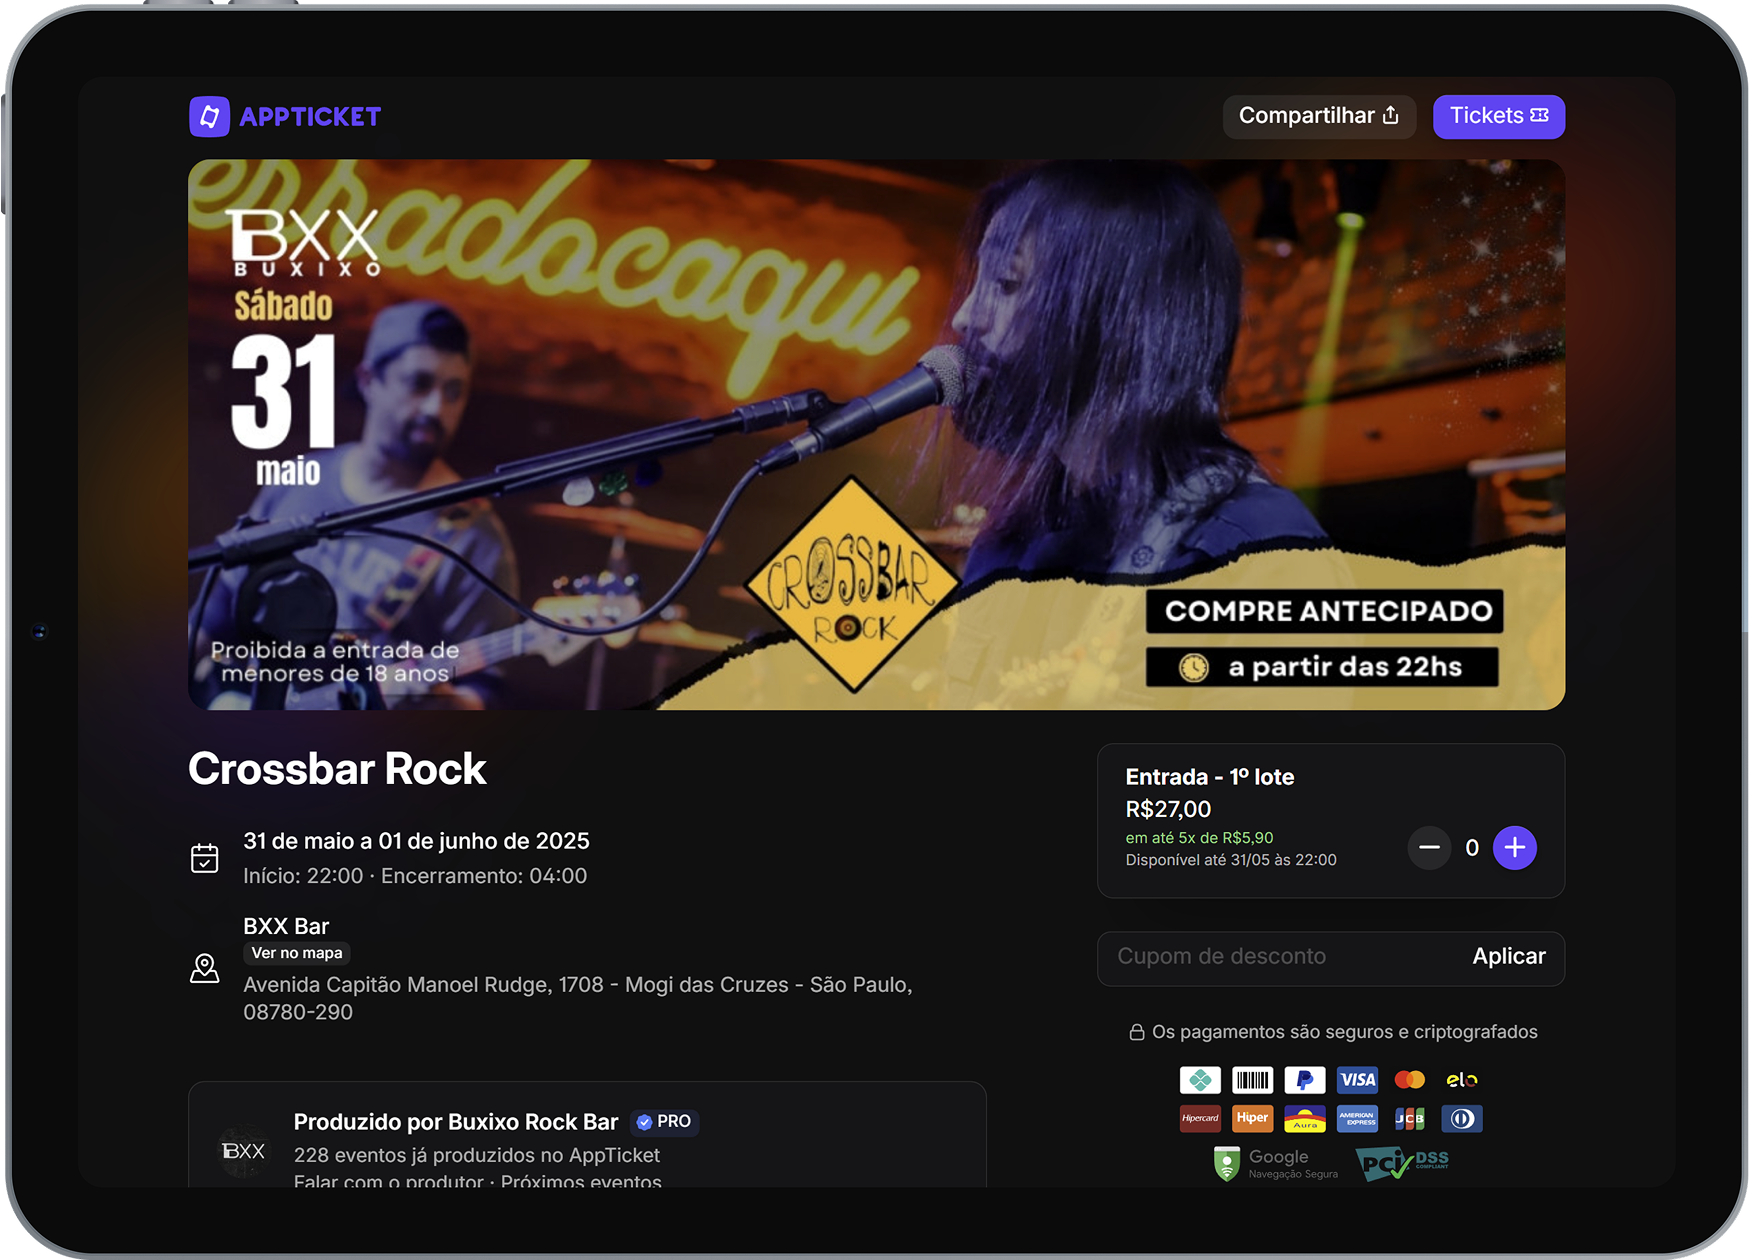 APPTICKET
Compartilhar
Tickets
erradocaqui
BXX
BUXIXO
Sábado
31
maio
CROSSBAR
ROCK
COMPRE ANTECIPADO
a partir das 22hs
Proibida a entrada de
menores de 18 anos
Crossbar Rock
31 de maio a 01 de junho de 2025
Início: 22:00 · Encerramento: 04:00
BXX Bar
Ver no mapa
Avenida Capitão Manoel Rudge, 1708 - Mogi das Cruzes - São Paulo,
08780-290
BXX
Produzido por Buxixo Rock Bar PRO
228 eventos já produzidos no AppTicket
Falar com o produtor · Próximos eventos
Entrada - 1º lote
R$27,00
em até 5x de R$5,90
Disponível até 31/05 às 22:00
0
Cupom de desconto Aplicar
Os pagamentos são seguros e criptografados
VISA elo
Hipercard Hiper Aura AMERICAN EXPRESS JCB
Google
Navegação Segura
PCI DSS
COMPLIANT